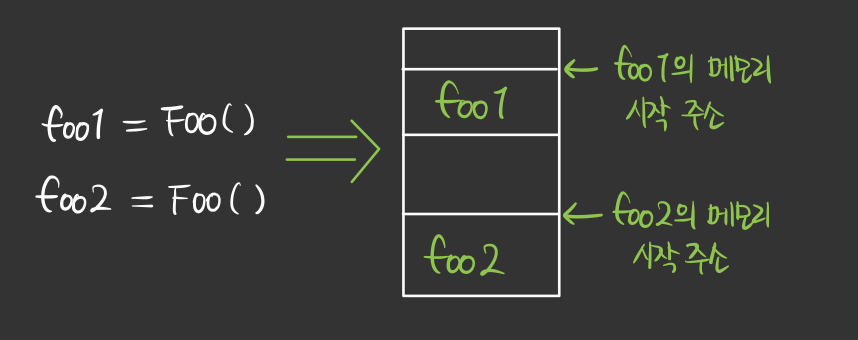 foo1 = Foo()
foo2 = Foo()
foo1
foo2
foo1의 메모리
시작 주소
foo2의 메모리
시작 주소